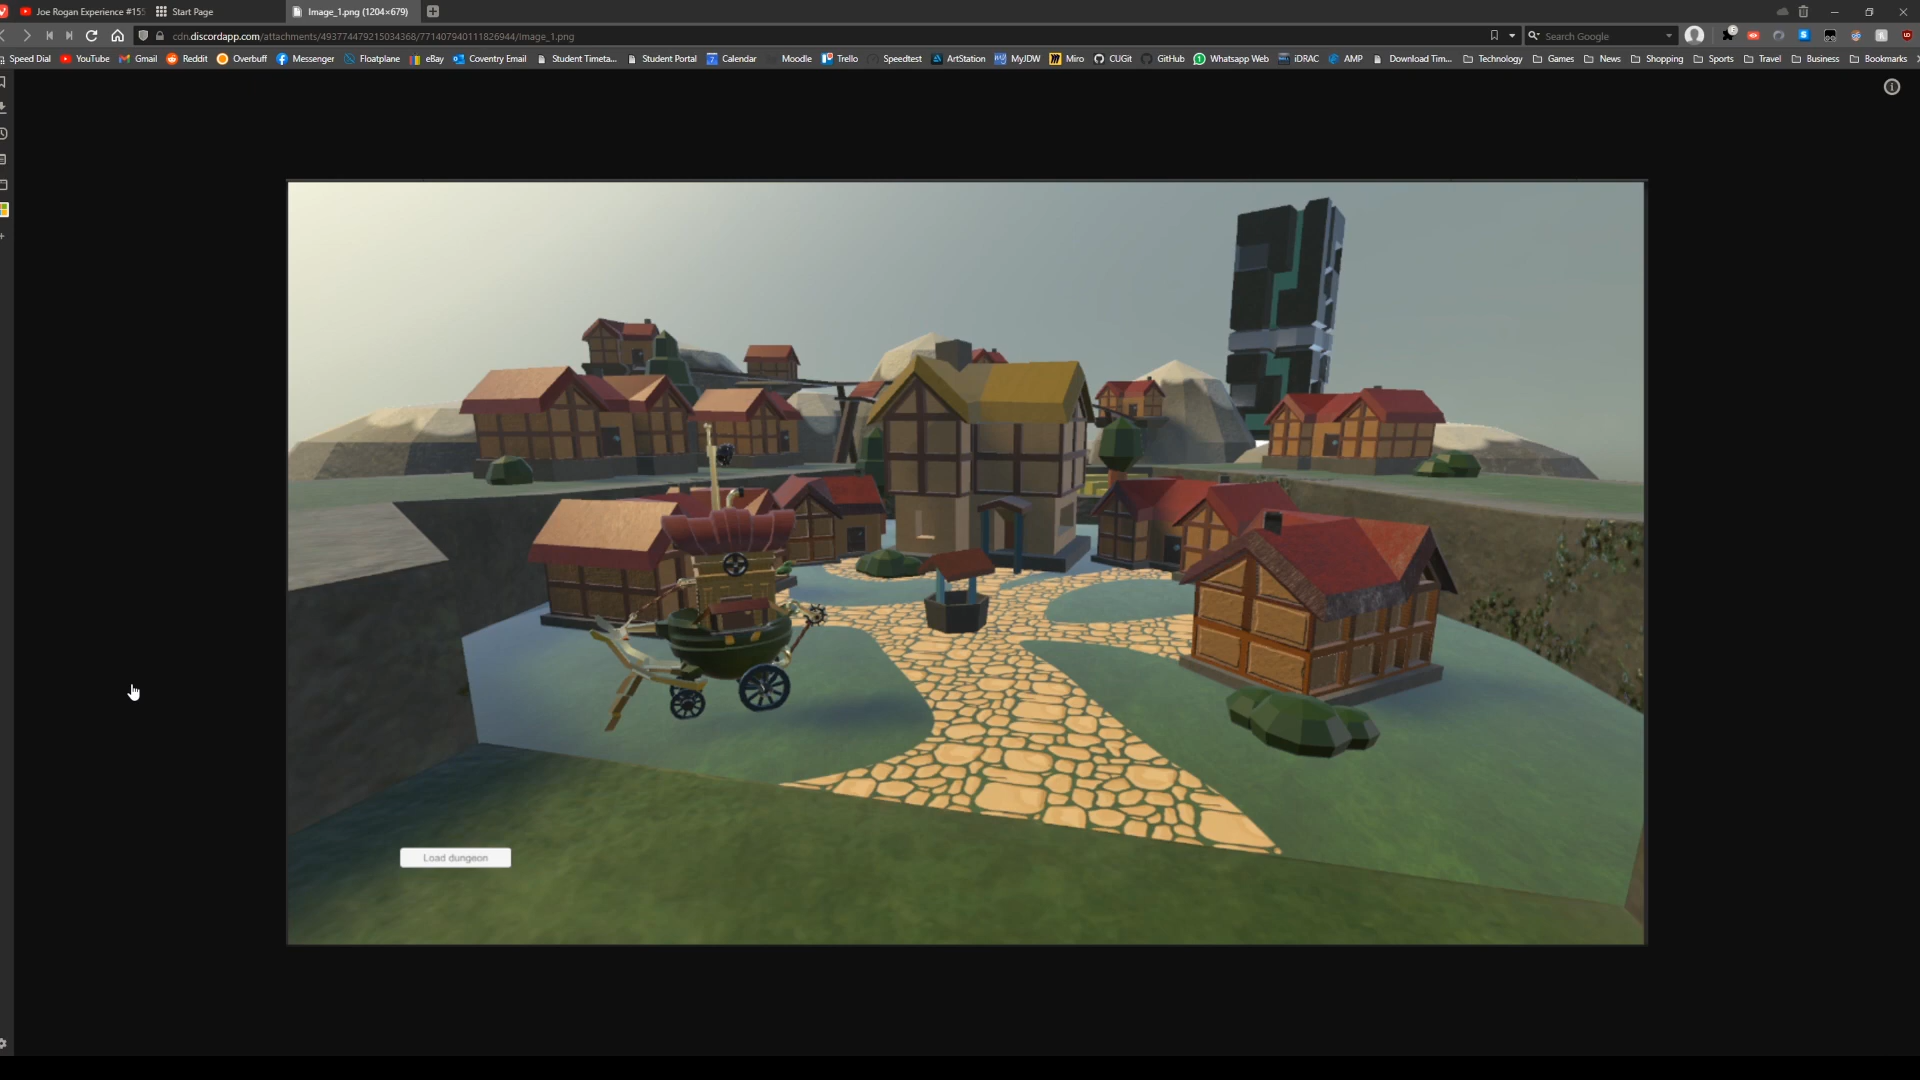 Joe Rogan Experience #155
Start Page
Image_1.png (1204×679)
cdn.discordapp.com/attachments/493774479215034368/771407940111826944/Image_1.png
Search Google
Speed Dial
YouTube
Gmail
Reddit
Overbuff
Messenger
Floatplane
eBay
Coventry Email
Student Timeta...
Student Portal
Calendar
Moodle
Trello
Speedtest
ArtStation
MyJDW
Miro
CUGit
GitHub
Whatsapp Web
iDRAC
AMP
Download Tim...
Technology
Games
News
Shopping
Sports
Travel
Business
Bookmarks
Load dungeon